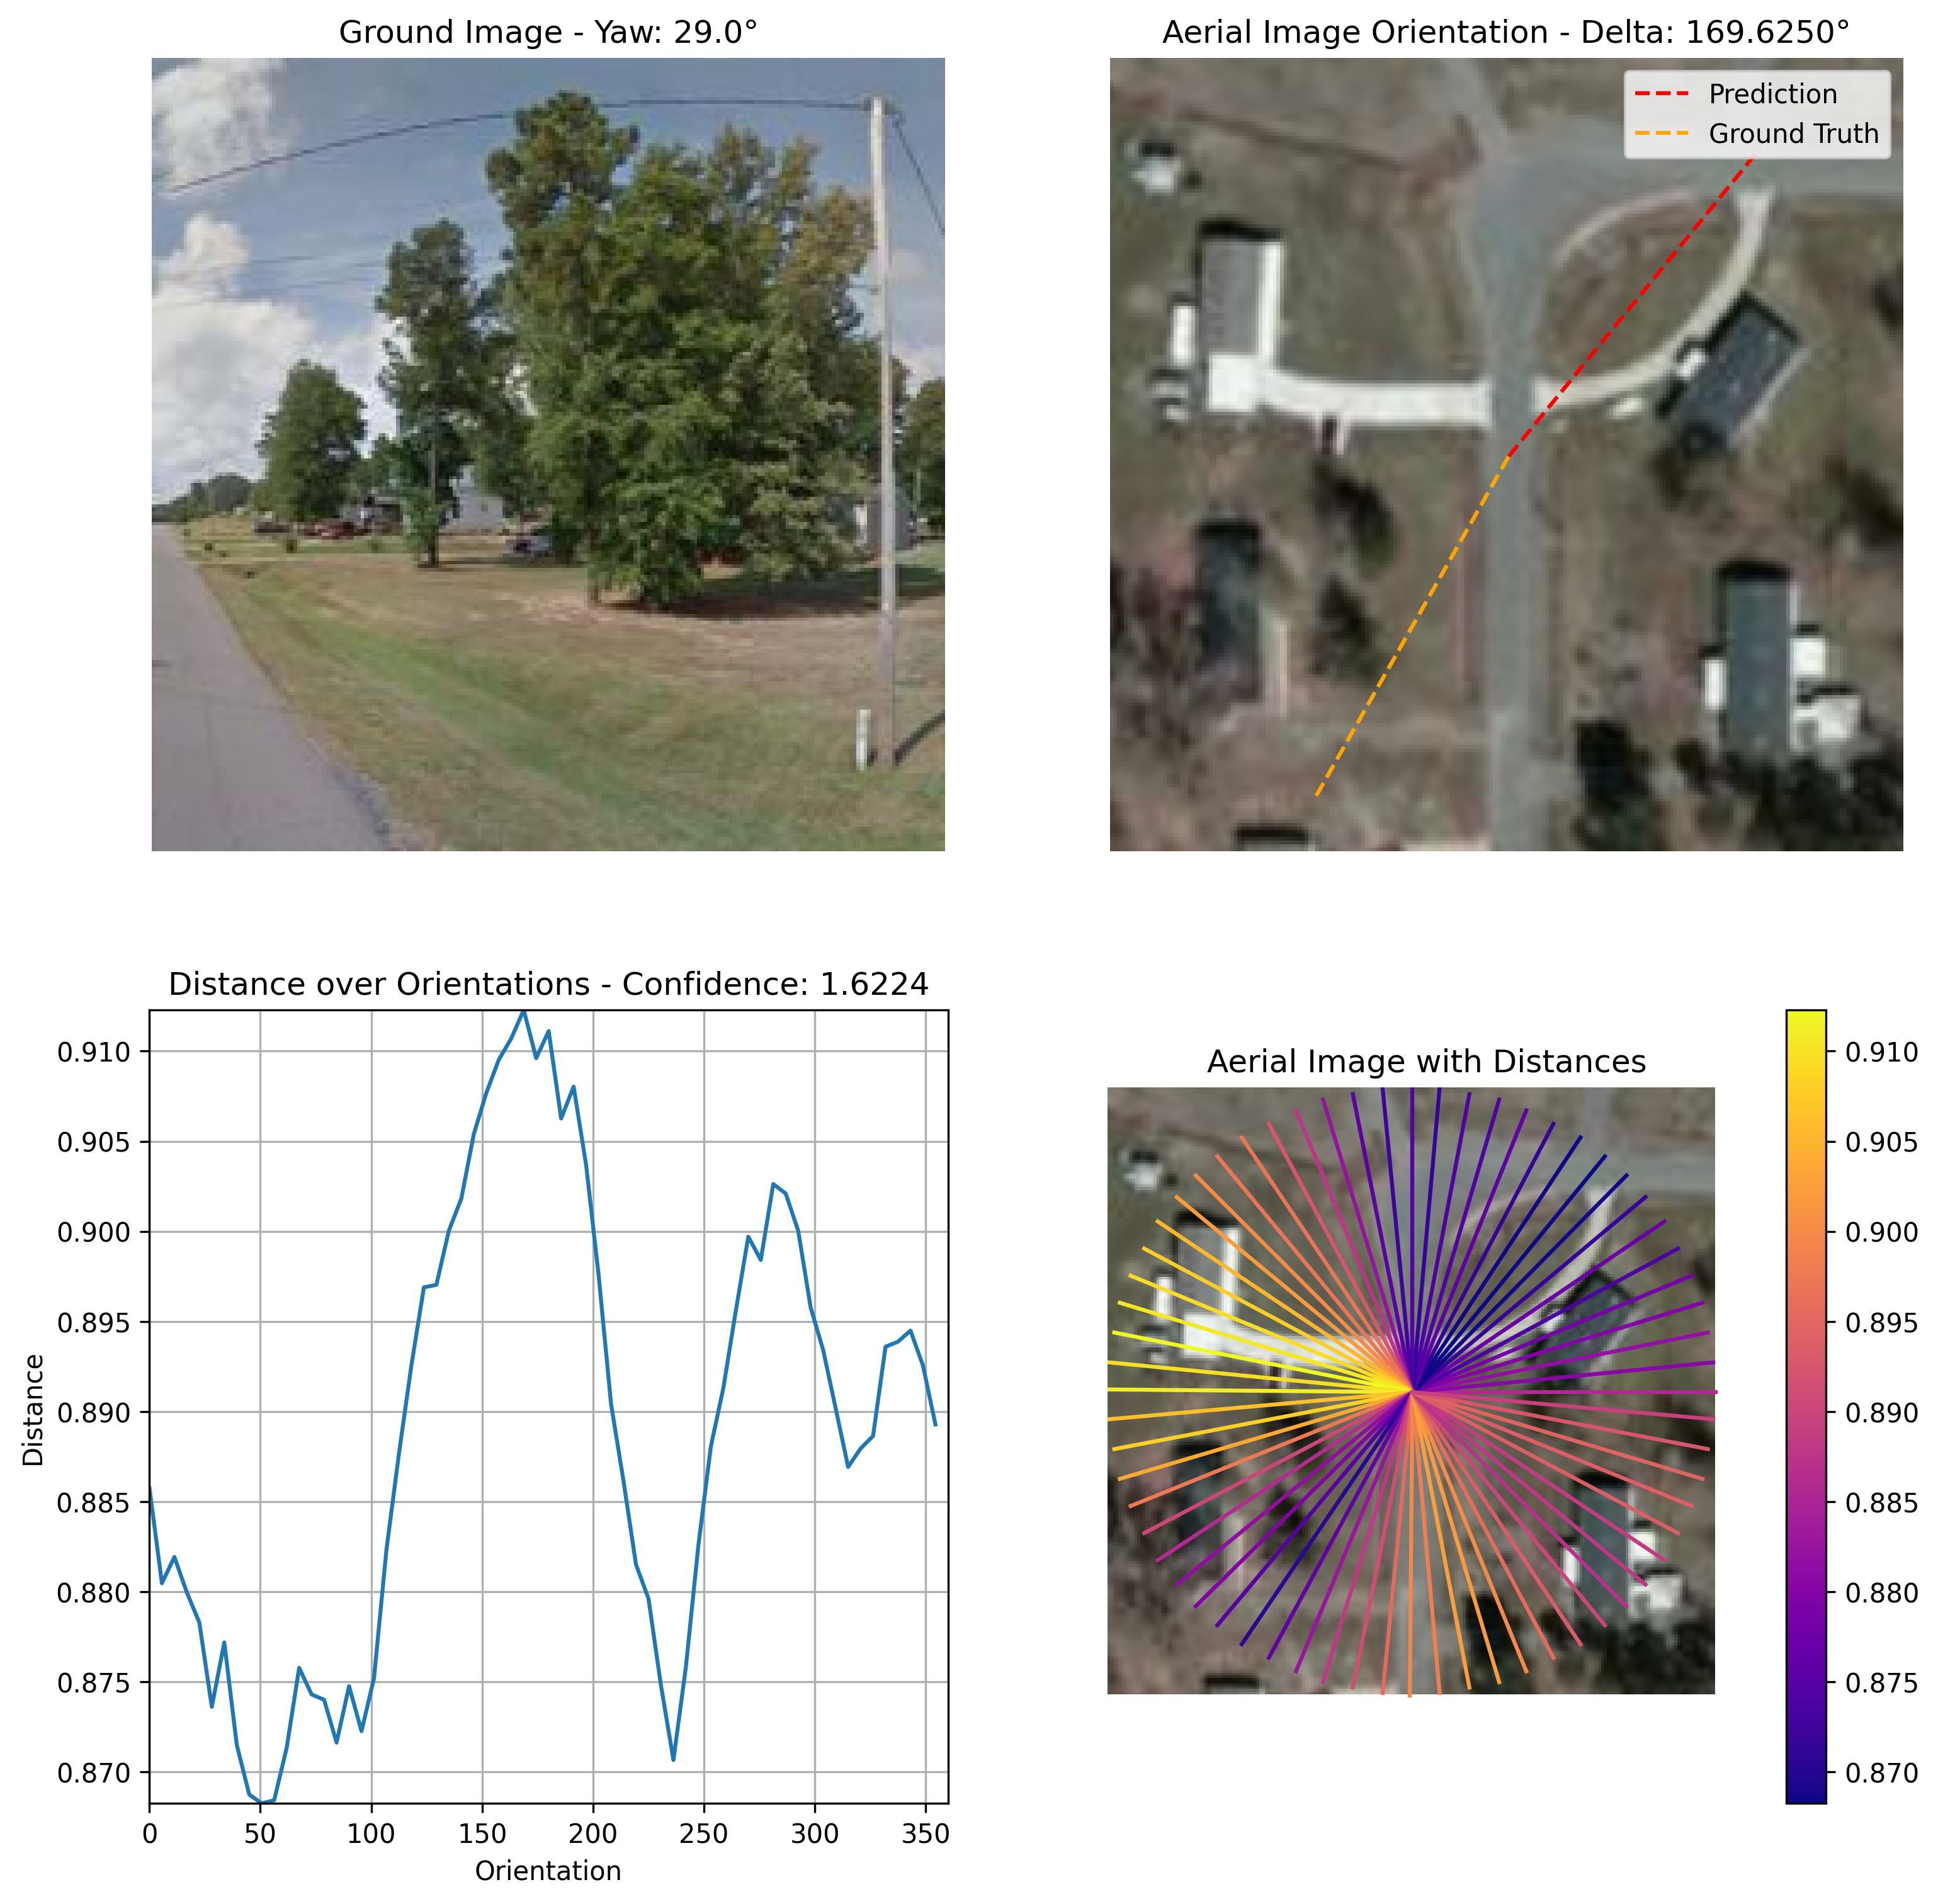 Ground Image - Yaw: 29.0°
Aerial Image Orientation - Delta: 169.6250°
Prediction
Ground Truth
Distance over Orientations - Confidence: 1.6224
0.910
0.905
0.900
0.895
0.890
0.885
0.880
0.875
0.870
Distance
0 50 100 150 200 250 300 350
Orientation
Aerial Image with Distances
0.910
0.905
0.900
0.895
0.890
0.885
0.880
0.875
0.870